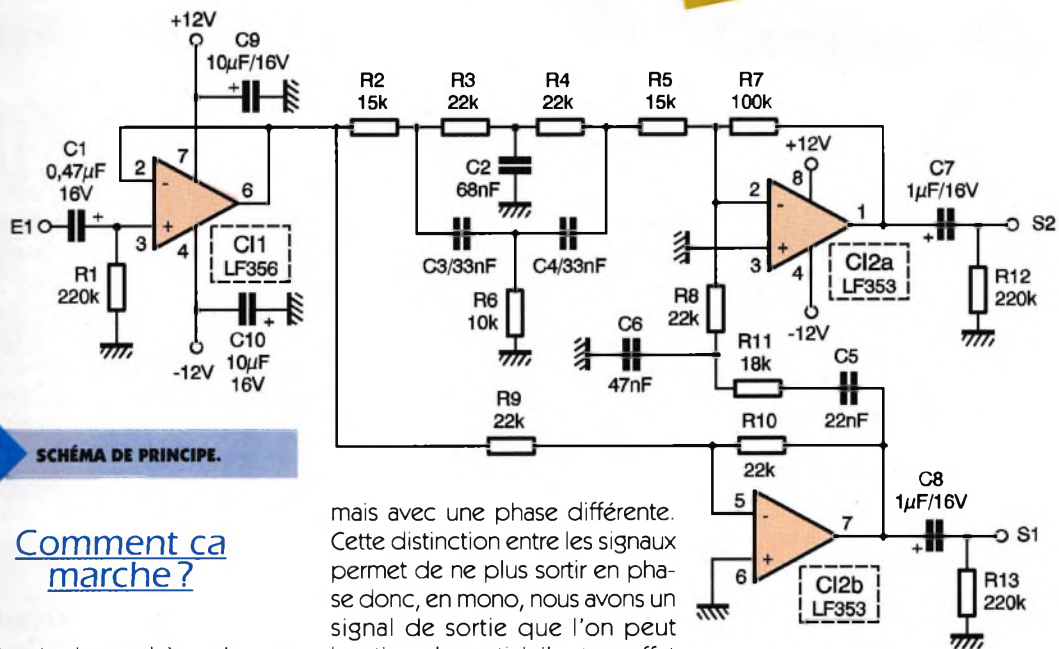 +12V
C9
10µF/16V
C1
0,47µF
16V
E1
R1
220k
2
-
+
3
7
4
6
CI1
LF356
C10
10µF
16V
-12V
R2
15k
R3
22k
R4
22k
R5
15k
R7
100k
C2
68nF
C3/33nF
C4/33nF
R6
10k
+12V
8
2
-
+
3
1
4
-12V
CI2a
LF353
C7
1µF/16V
S2
R12
220k
R8
22k
C6
47nF
R11
18k
C5
22nF
R9
22k
R10
22k
5
-
+
6
7
CI2b
LF353
C8
1µF/16V
S1
R13
220k
SCHÉMA DE PRINCIPE.
Comment ca
marche ?
mais avec une phase différente.
Cette distinction entre les signaux
permet de ne plus sortir en pha-
se donc, en mono, nous avons un
signal de sortie que l'on peut